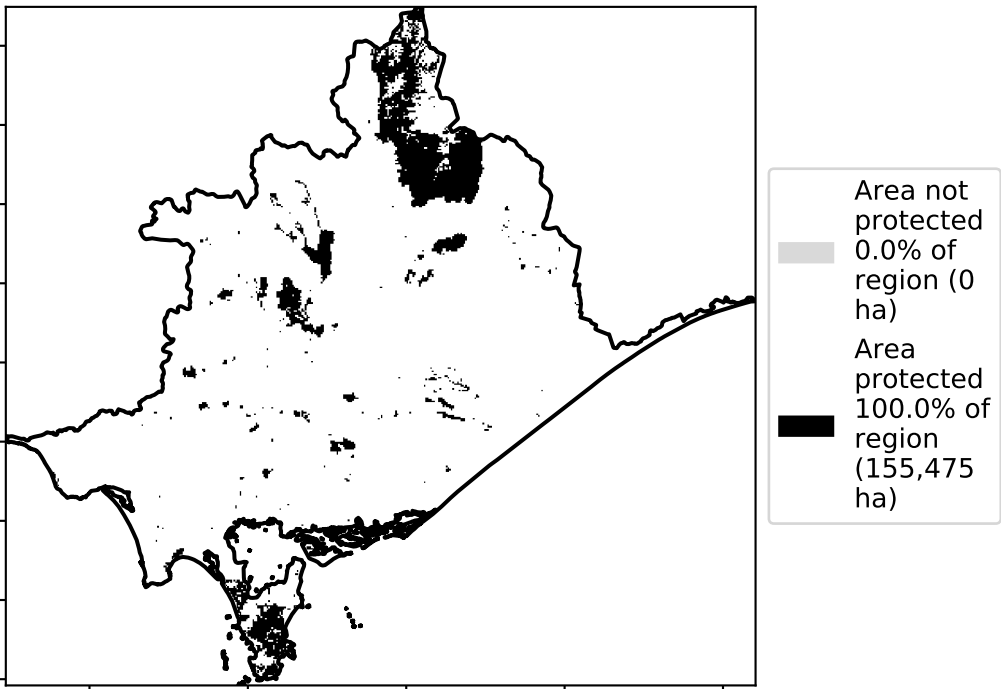 Area not
protected
0.0% of
region (0
ha)
Area
protected
100.0% of
region
(155,475
ha)